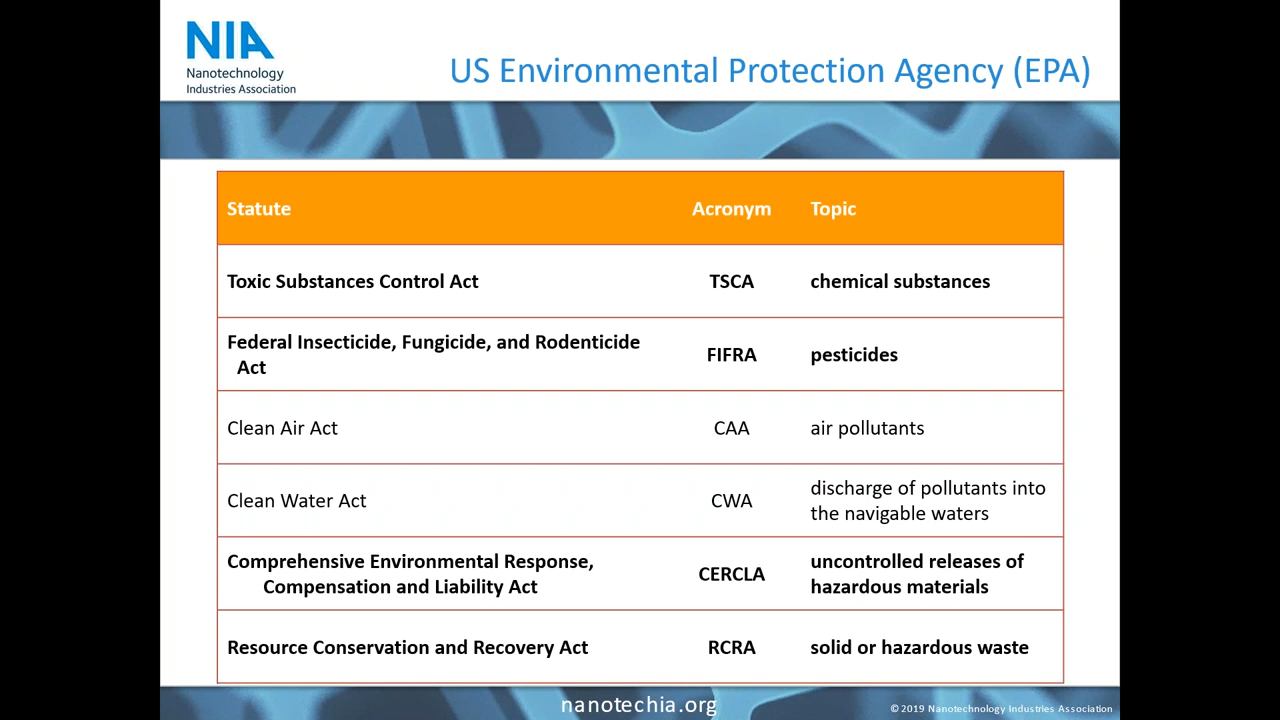 NIA
Nanotechnology
Industries Association
US Environmental Protection Agency (EPA)
Statute Acronym Topic
Toxic Substances Control Act TSCA chemical substances
Federal Insecticide, Fungicide, and Rodenticide
Act
FIFRA pesticides
Clean Air Act CAA air pollutants
Clean Water Act CWA
discharge of pollutants into
the navigable waters
Comprehensive Environmental Response,
Compensation and Liability Act
CERCLA
uncontrolled releases of
hazardous materials
Resource Conservation and Recovery Act RCRA solid or hazardous waste
nanotechia.org
© 2019 Nanotechnology Industries Association